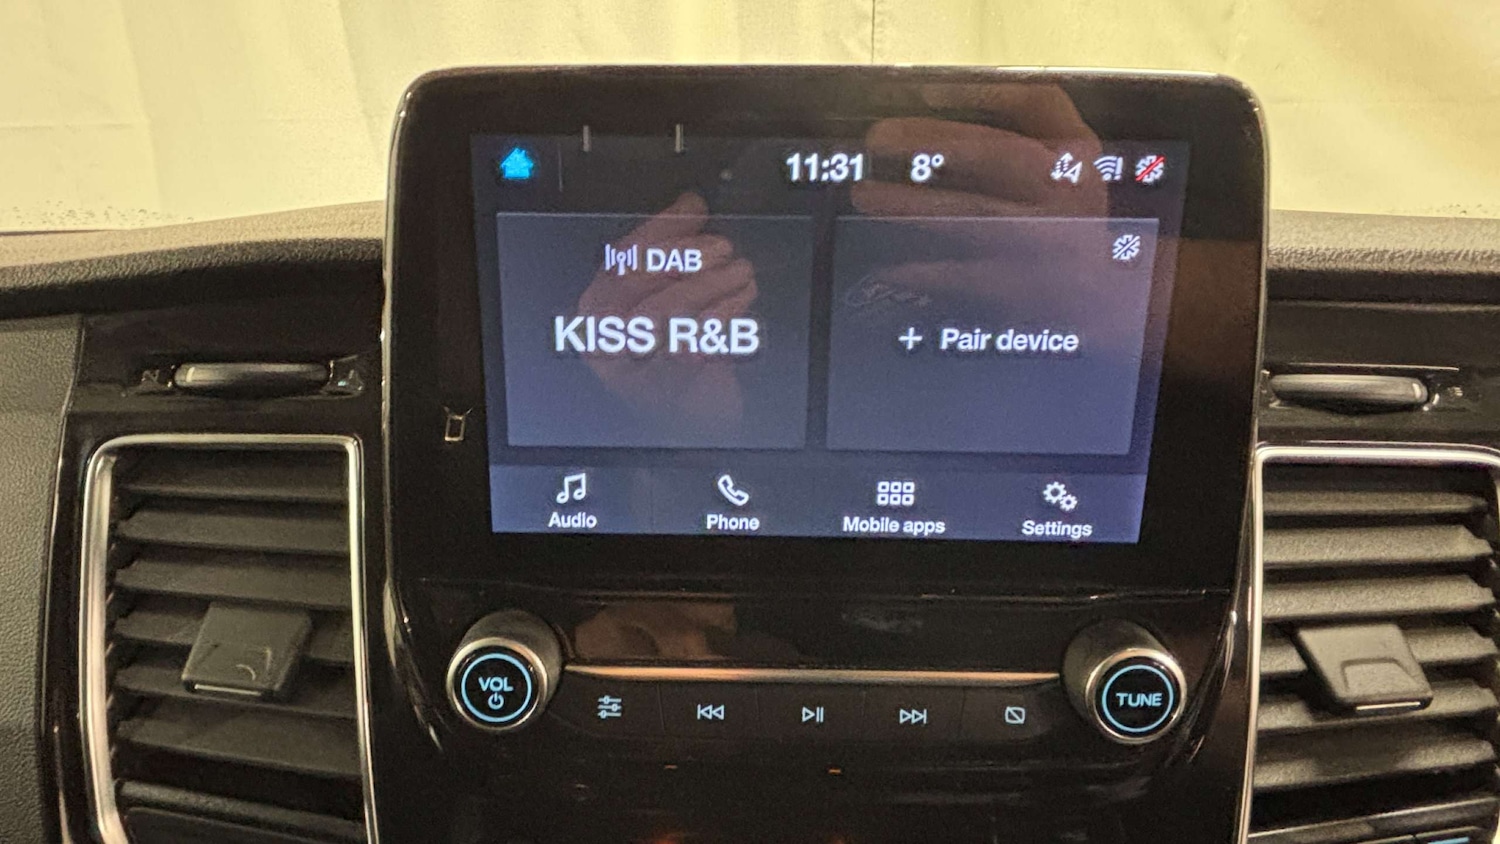 11:31 8°
DAB
KISS R&B
+ Pair device
Audio
Phone
Mobile apps
Settings
VOL
TUNE